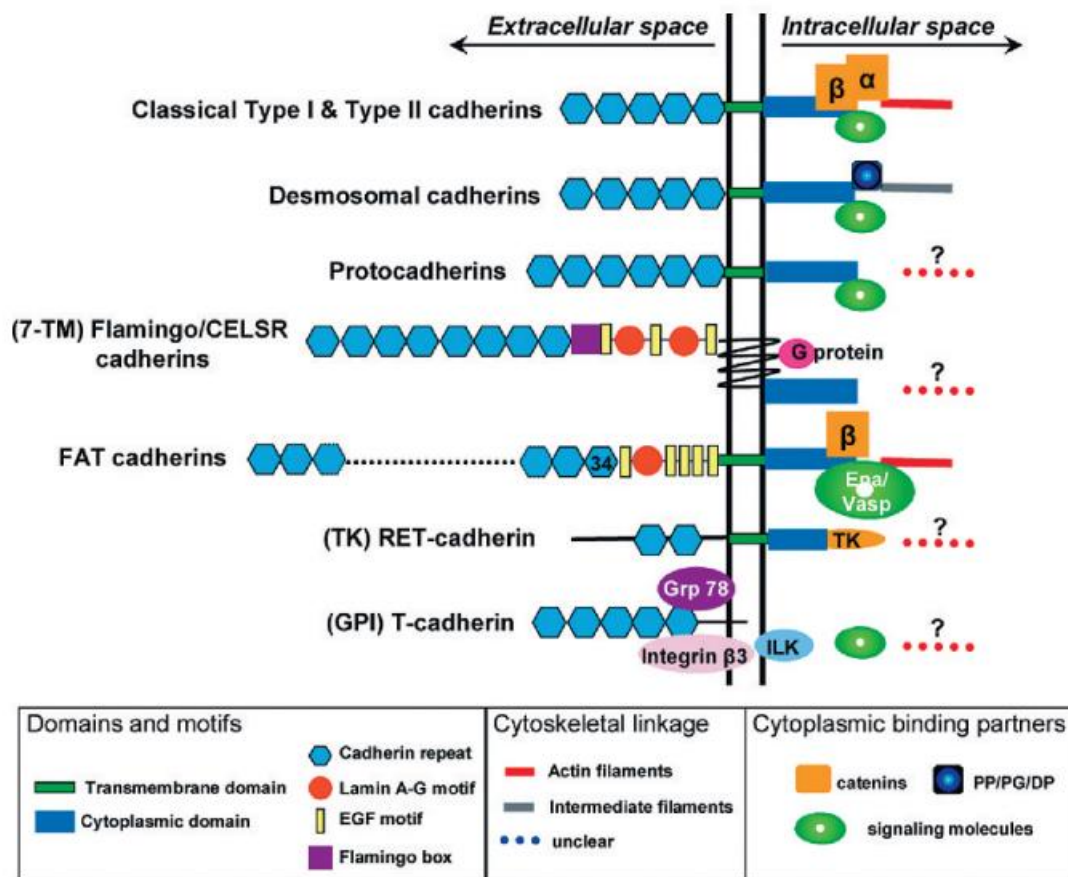 Extracellular space
Intracellular space
Classical Type I & Type II cadherins
β
α
Desmosomal cadherins
Protocadherins
?
(7-TM) Flamingo/CELSR
cadherins
G protein
?
FAT cadherins
34
β
Ena/
Vasp
(TK) RET-cadherin
TK
?
Grp 78
(GPI) T-cadherin
Integrin β3
ILK
?
Domains and motifs
Transmembrane domain
Cytoplasmic domain
Cadherin repeat
Lamin A-G motif
EGF motif
Flamingo box
Cytoskeletal linkage
Actin filaments
Intermediate filaments
unclear
Cytoplasmic binding partners
catenins
PP/PG/DP
signaling molecules